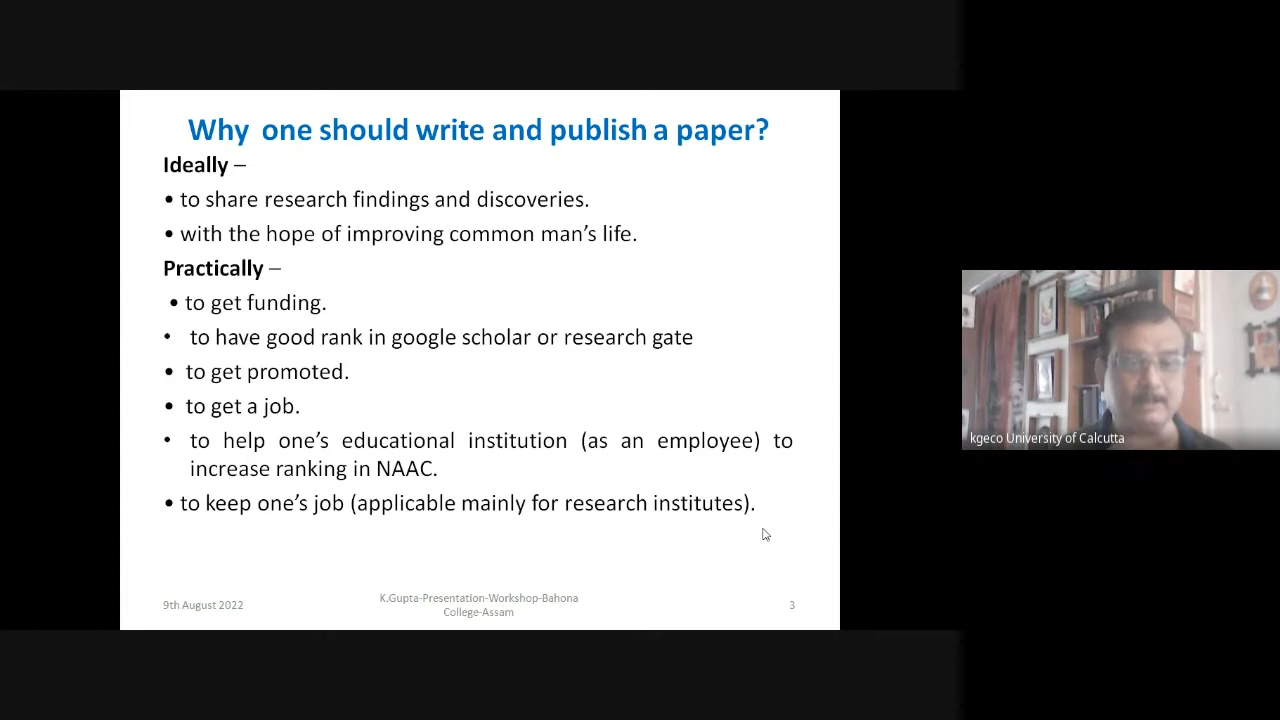 Why one should write and publish a paper?
Ideally –
• to share research findings and discoveries.
• with the hope of improving common man's life.
Practically –
• to get funding.
• to have good rank in google scholar or research gate
• to get promoted.
• to get a job.
• to help one's educational institution (as an employee) to
increase ranking in NAAC.
• to keep one's job (applicable mainly for research institutes).
9th August 2022
K.Gupta-Presentation-Workshop-Bahona
College-Assam
3
kgeco University of Calcutta